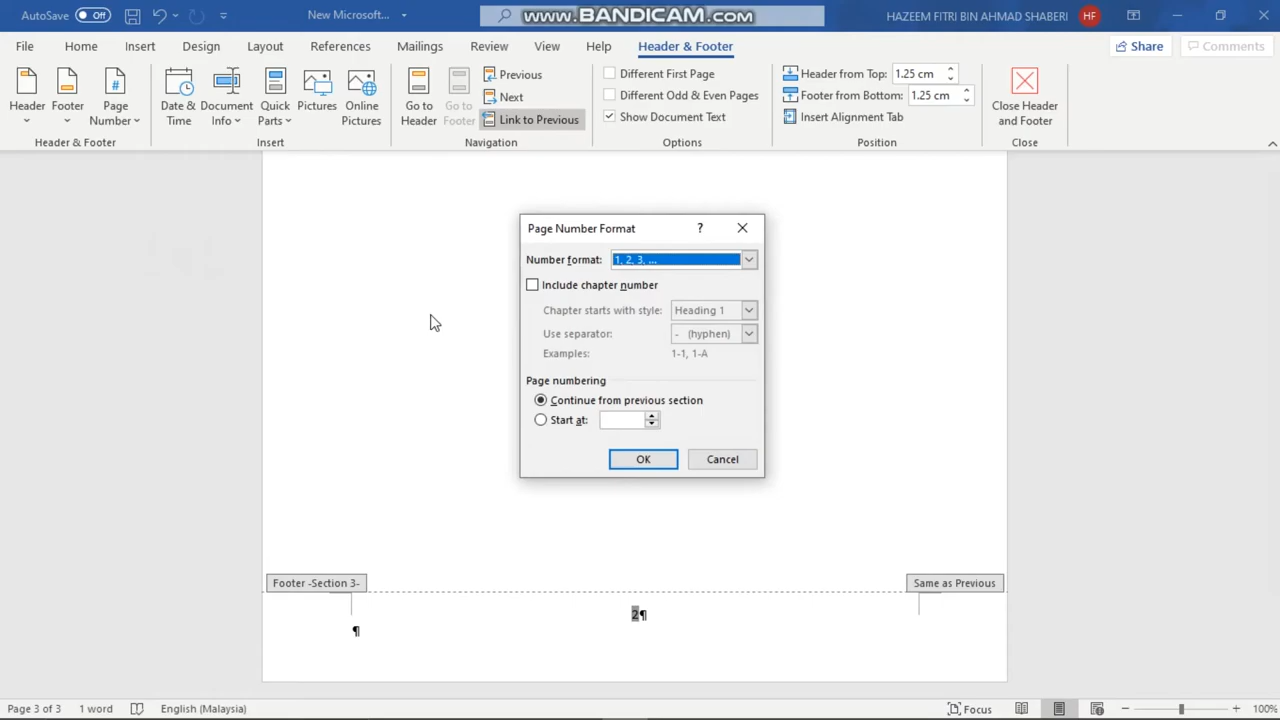 AutoSave Off New Microsoft... www.BANDICAM.com HAZEEM FITRI BIN AHMAD SHABERI HF
File Home Insert Design Layout References Mailings Review View Help Header & Footer Share Comments
Header
Footer
Page Number
Header & Footer
Date & Time
Document Info
Quick Parts
Pictures
Online Pictures
Insert
Go to Header
Go to Footer
Previous
Next
Link to Previous
Navigation
Different First Page
Different Odd & Even Pages
Show Document Text
Options
Header from Top: 1.25 cm
Footer from Bottom: 1.25 cm
Insert Alignment Tab
Position
Close Header and Footer
Close
Page Number Format ?
Number format: 1, 2, 3, ...
Include chapter number
Chapter starts with style: Heading 1
Use separator: - (hyphen)
Examples: 1-1, 1-A
Page numbering
Continue from previous section
Start at:
OK Cancel
Footer -Section 3- Same as Previous
2¶
¶
Page 3 of 3 1 word English (Malaysia) Focus 100%